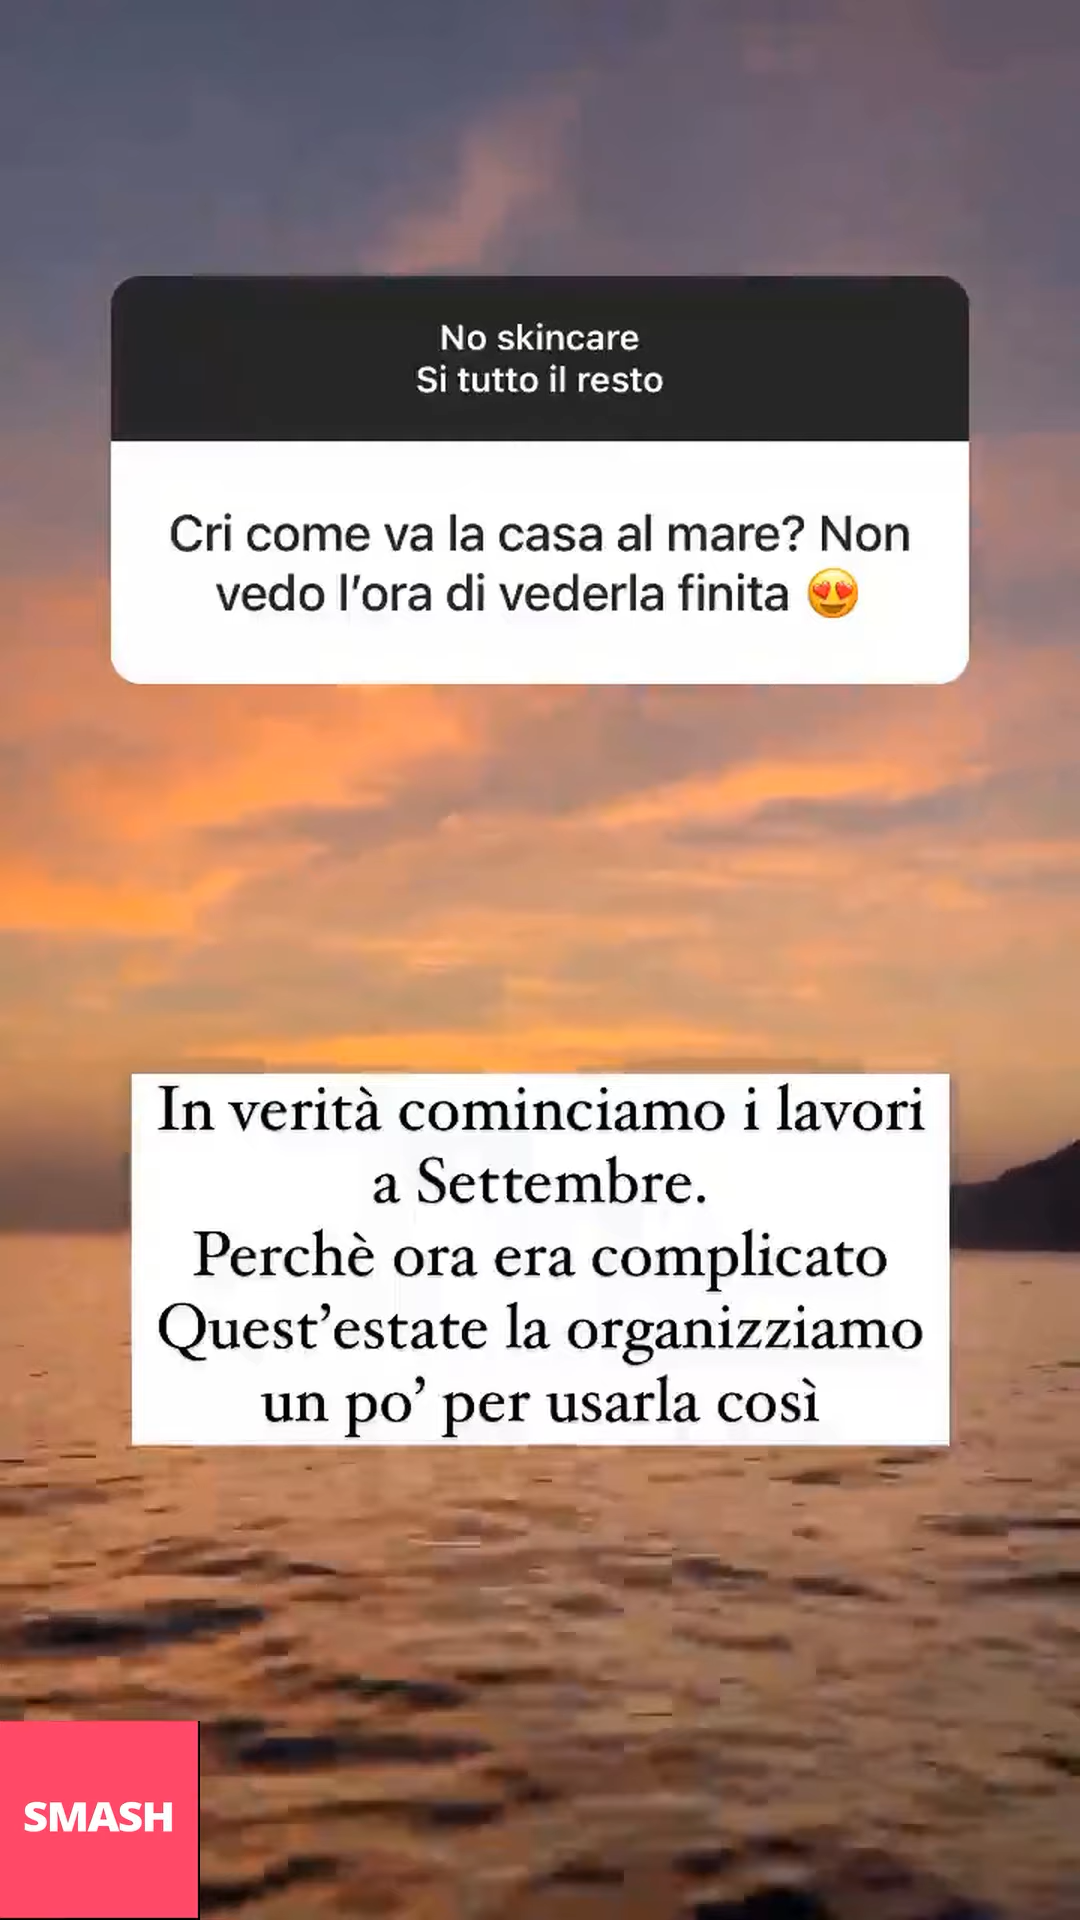 No skincare
Si tutto il resto
Cri come va la casa al mare? Non
vedo l'ora di vederla finita 😍
In verità cominciamo i lavori
a Settembre.
Perchè ora era complicato
Quest'estate la organizziamo
un po' per usarla così
SMASH